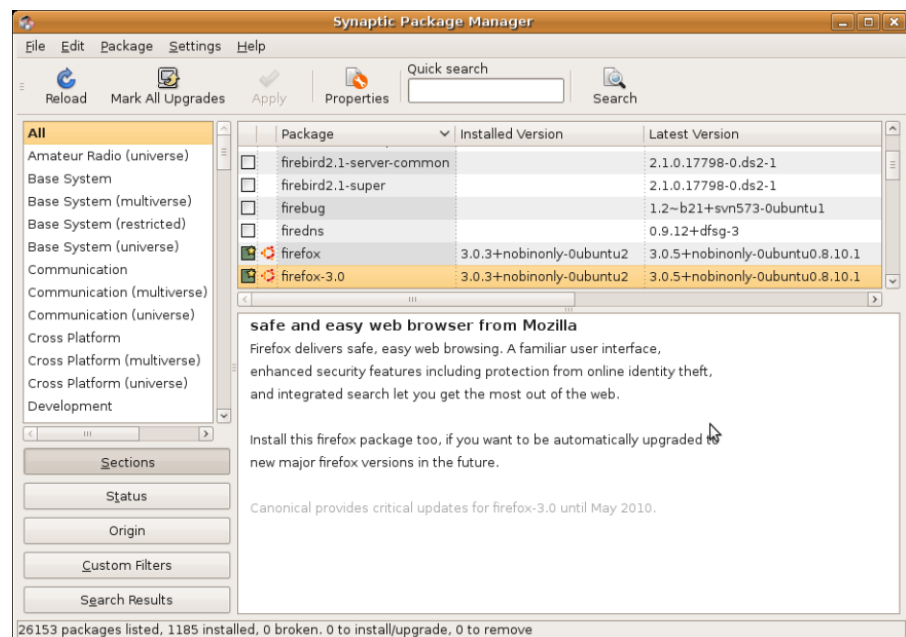 Synaptic Package Manager
File Edit Package Settings Help
Reload Mark All Upgrades Apply Properties Quick search Search
All
Amateur Radio (universe)
Base System
Base System (multiverse)
Base System (restricted)
Base System (universe)
Communication
Communication (multiverse)
Communication (universe)
Cross Platform
Cross Platform (multiverse)
Cross Platform (universe)
Development
Sections
Status
Origin
Custom Filters
Search Results
Package Installed Version Latest Version
firebird2.1-server-common 2.1.0.17798-0.ds2-1
firebird2.1-super 2.1.0.17798-0.ds2-1
firebug 1.2~b21+svn573-0ubuntu1
firedns 0.9.12+dfsg-3
firefox 3.0.3+nobinonly-0ubuntu2 3.0.5+nobinonly-0ubuntu0.8.10.1
firefox-3.0 3.0.3+nobinonly-0ubuntu2 3.0.5+nobinonly-0ubuntu0.8.10.1
safe and easy web browser from Mozilla
Firefox delivers safe, easy web browsing. A familiar user interface,
enhanced security features including protection from online identity theft,
and integrated search let you get the most out of the web.
Install this firefox package too, if you want to be automatically upgraded to
new major firefox versions in the future.
Canonical provides critical updates for firefox-3.0 until May 2010.
26153 packages listed, 1185 installed, 0 broken. 0 to install/upgrade, 0 to remove